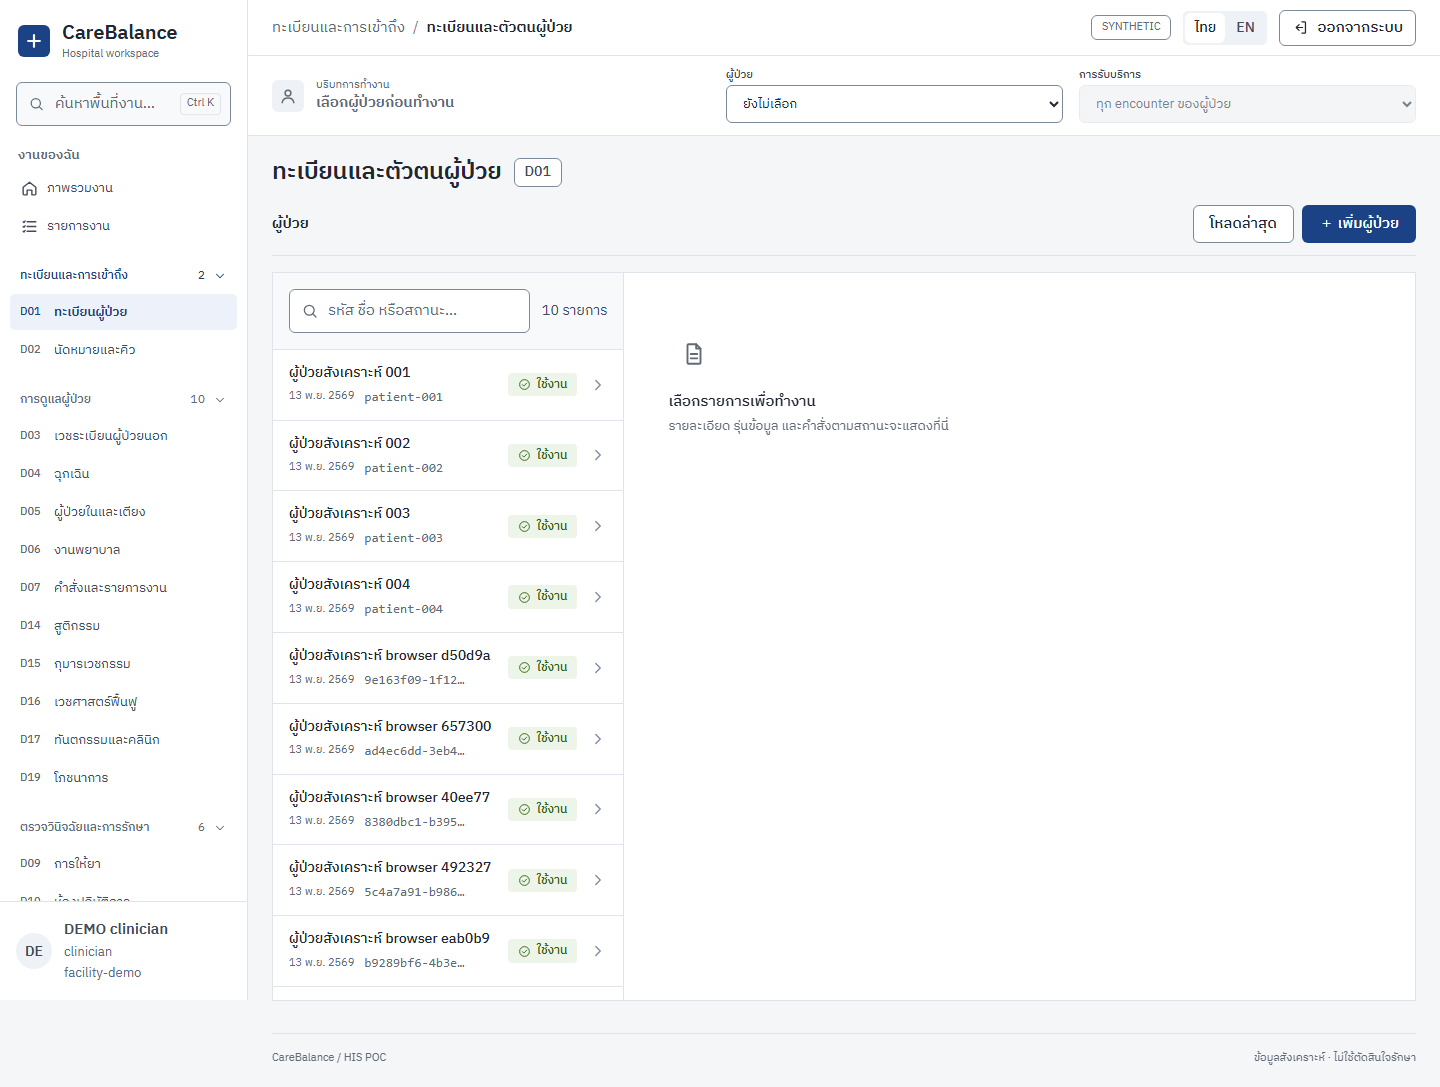 CareBalance
Hospital workspace
ค้นหาพื้นที่งาน... Ctrl K
งานของฉัน
ภาพรวมงาน
รายการงาน
ทะเบียนและการเข้าถึง 2
D01 ทะเบียนผู้ป่วย
D02 นัดหมายและคิว
การดูแลผู้ป่วย 10
D03 เวชระเบียนผู้ป่วยนอก
D04 ฉุกเฉิน
D05 ผู้ป่วยในและเตียง
D06 งานพยาบาล
D07 คำสั่งและรายการงาน
D14 สูติกรรม
D15 กุมารเวชกรรม
D16 เวชศาสตร์ฟื้นฟู
D17 ทันตกรรมและคลินิก
D19 โภชนาการ
ตรวจวินิจฉัยและการรักษา 6
D09 การให้ยา
DE
DEMO clinician
clinician
facility-demo
ทะเบียนและการเข้าถึง / ทะเบียนและตัวตนผู้ป่วย
SYNTHETIC ไทย EN ออกจากระบบ
บริบทการทำงาน
เลือกผู้ป่วยก่อนทำงาน
ผู้ป่วย
ยังไม่เลือก
การรับบริการ
ทุก encounter ของผู้ป่วย
ทะเบียนและตัวตนผู้ป่วย D01
ผู้ป่วย
โหลดล่าสุด + เพิ่มผู้ป่วย
รหัส ชื่อ หรือสถานะ... 10 รายการ
ผู้ป่วยสังเคราะห์ 001
13 พ.ย. 2569 patient-001 ใช้งาน
ผู้ป่วยสังเคราะห์ 002
13 พ.ย. 2569 patient-002 ใช้งาน
ผู้ป่วยสังเคราะห์ 003
13 พ.ย. 2569 patient-003 ใช้งาน
ผู้ป่วยสังเคราะห์ 004
13 พ.ย. 2569 patient-004 ใช้งาน
ผู้ป่วยสังเคราะห์ browser d50d9a
13 พ.ย. 2569 9e163f09-1f12… ใช้งาน
ผู้ป่วยสังเคราะห์ browser 657300
13 พ.ย. 2569 ad4ec6dd-3eb4… ใช้งาน
ผู้ป่วยสังเคราะห์ browser 40ee77
13 พ.ย. 2569 8380dbc1-b395… ใช้งาน
ผู้ป่วยสังเคราะห์ browser 492327
13 พ.ย. 2569 5c4a7a91-b986… ใช้งาน
ผู้ป่วยสังเคราะห์ browser eab0b9
13 พ.ย. 2569 b9289bf6-4b3e… ใช้งาน
เลือกรายการเพื่อทำงาน
รายละเอียด รุ่นข้อมูล และคำสั่งตามสถานะจะแสดงที่นี่
CareBalance / HIS POC
ข้อมูลสังเคราะห์ · ไม่ใช้ตัดสินใจรักษา